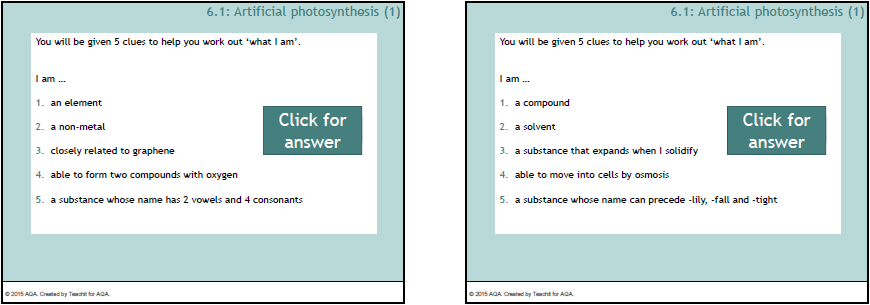 6.1: Artificial photosynthesis (1)
You will be given 5 clues to help you work out ‘what I am’.
I am ...
1. an element
2. a non-metal
3. closely related to graphene
4. able to form two compounds with oxygen
5. a substance whose name has 2 vowels and 4 consonants
Click for
answer
© 2015 AQA. Created by Teachit for AQA.
6.1: Artificial photosynthesis (1)
You will be given 5 clues to help you work out ‘what I am’.
I am ...
1. a compound
2. a solvent
3. a substance that expands when I solidify
4. able to move into cells by osmosis
5. a substance whose name can precede -lily, -fall and -tight
Click for
answer
© 2015 AQA. Created by Teachit for AQA.